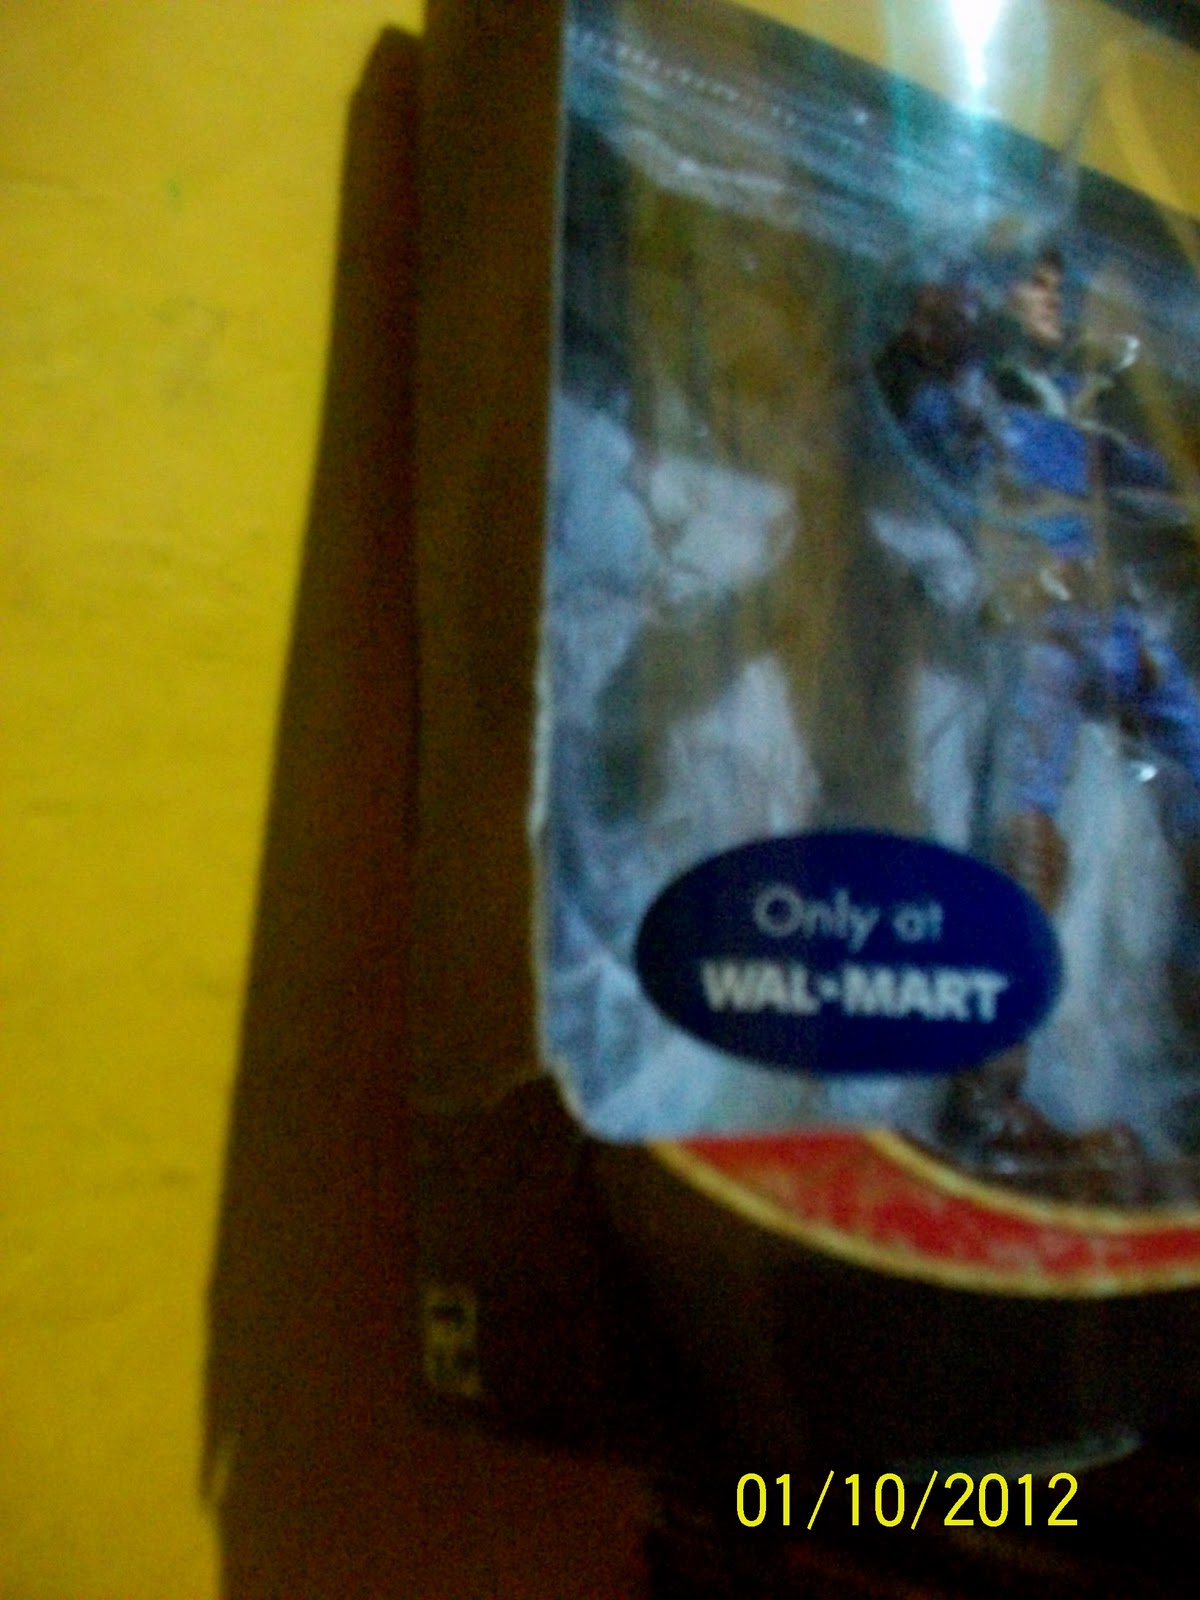 Only at
WAL•MART
01/10/2012